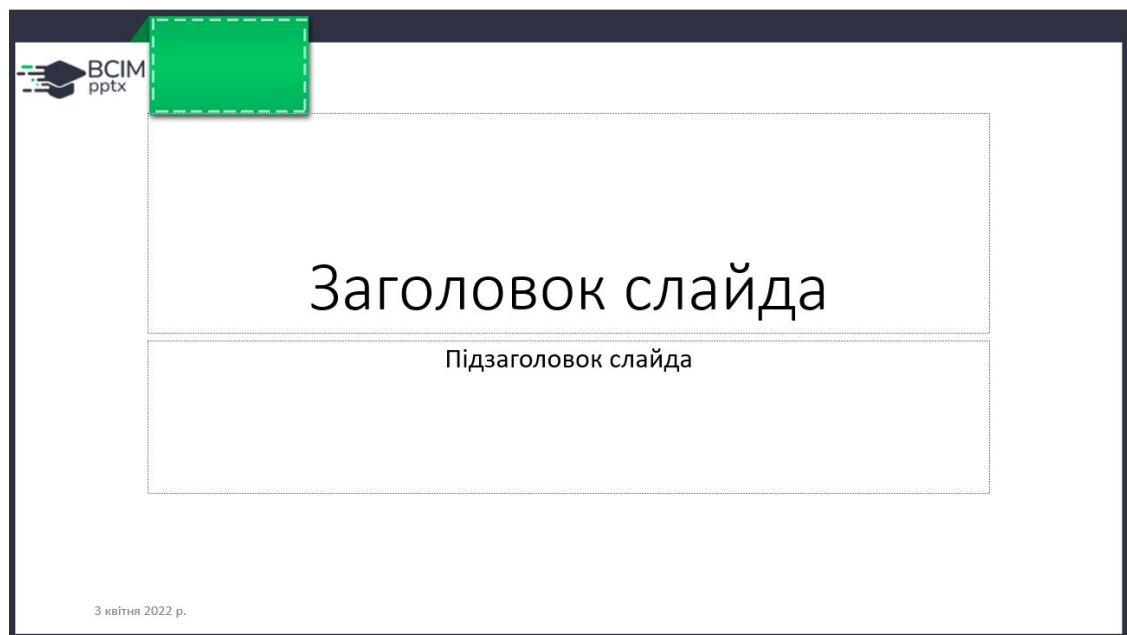 ВСІМ
pptx
Заголовок слайда
Підзаголовок слайда
3 квітня 2022 р.